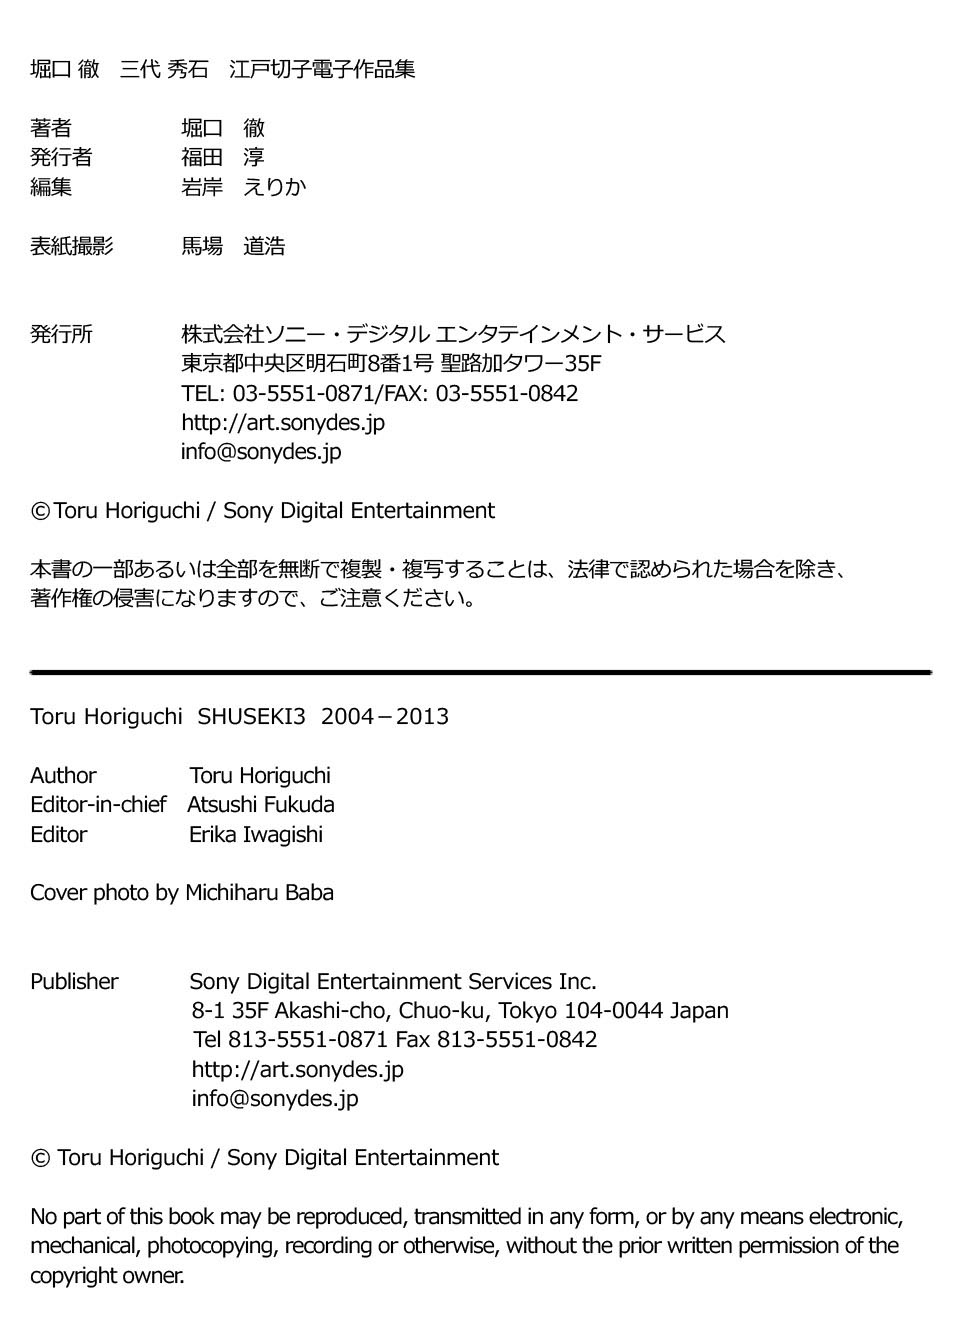 堀口 徹　三代 秀石　江戸切子電子作品集
著者　堀口　徹
発行者　福田　淳
編集　岩岸　えりか
表紙撮影　馬場　道浩
発行所　株式会社ソニー・デジタル エンタテインメント・サービス
東京都中央区明石町8番1号 聖路加タワー35F
TEL: 03-5551-0871/FAX: 03-5551-0842
http://art.sonydes.jp
info@sonydes.jp
©Toru Horiguchi / Sony Digital Entertainment
本書の一部あるいは全部を無断で複製・複写することは、法律で認められた場合を除き、
著作権の侵害になりますので、ご注意ください。
Toru Horiguchi SHUSEKI3 2004－2013
Author Toru Horiguchi
Editor-in-chief Atsushi Fukuda
Editor Erika Iwagishi
Cover photo by Michiharu Baba
Publisher Sony Digital Entertainment Services Inc.
8-1 35F Akashi-cho, Chuo-ku, Tokyo 104-0044 Japan
Tel 813-5551-0871 Fax 813-5551-0842
http://art.sonydes.jp
info@sonydes.jp
© Toru Horiguchi / Sony Digital Entertainment
No part of this book may be reproduced, transmitted in any form, or by any means electronic,
mechanical, photocopying, recording or otherwise, without the prior written permission of the
copyright owner.